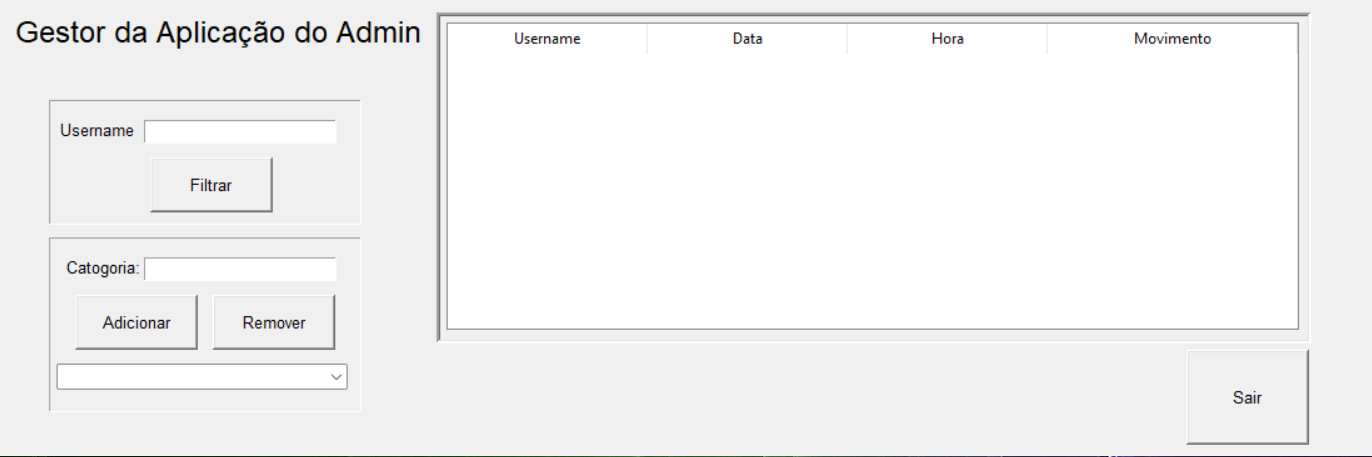 Gestor da Aplicação do Admin
Username
Filtrar
Catogoria:
Adicionar Remover
Username Data Hora Movimento
Sair